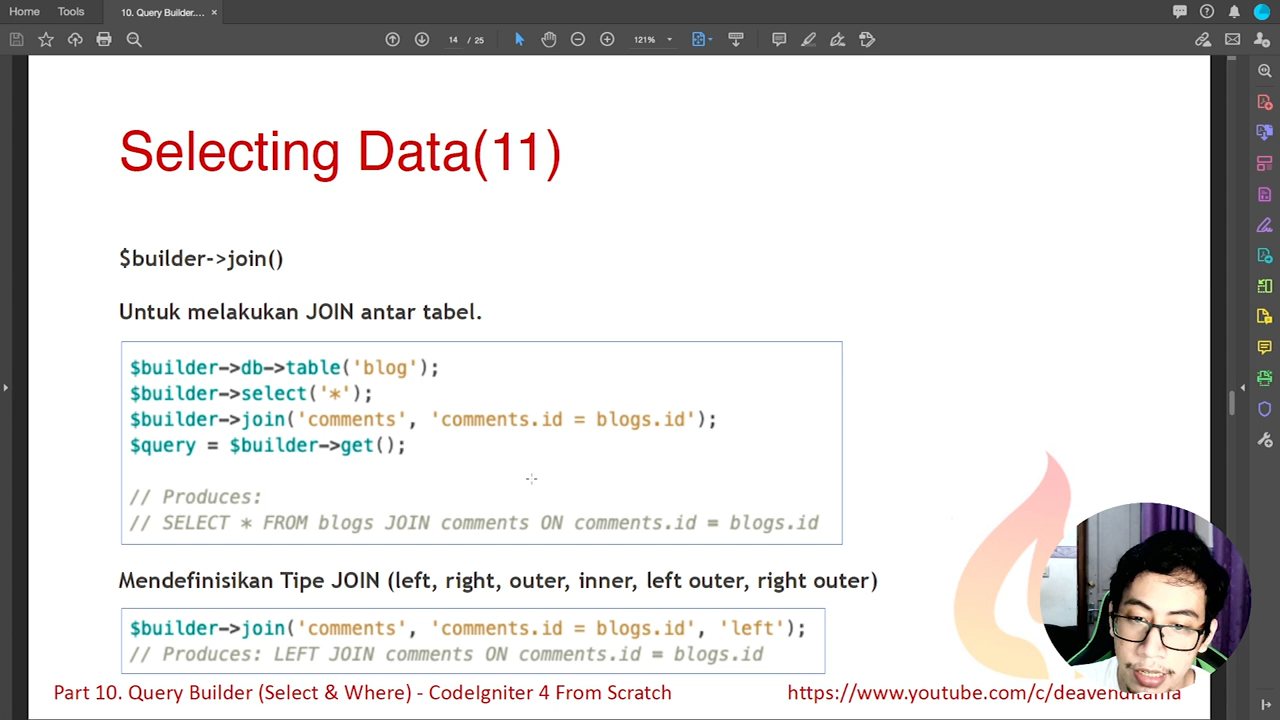 Home Tools 10. Query Builder.... ×
14 / 25 121%
Selecting Data(11)
$builder->join()
Untuk melakukan JOIN antar tabel.
$builder->db->table('blog');
$builder->select('*');
$builder->join('comments', 'comments.id = blogs.id');
$query = $builder->get();
// Produces:
// SELECT * FROM blogs JOIN comments ON comments.id = blogs.id
Mendefinisikan Tipe JOIN (left, right, outer, inner, left outer, right outer)
$builder->join('comments', 'comments.id = blogs.id', 'left');
// Produces: LEFT JOIN comments ON comments.id = blogs.id
Part 10. Query Builder (Select & Where) - CodeIgniter 4 From Scratch
https://www.youtube.com/c/deavenditama